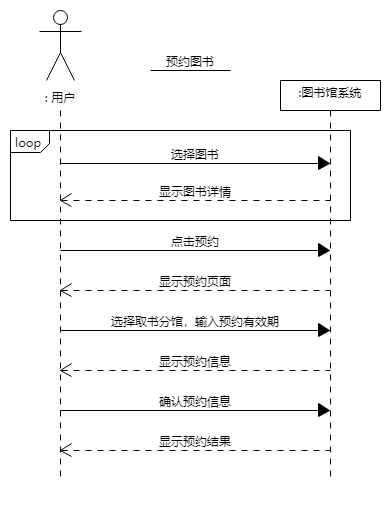 预约图书
: 用户
:图书馆系统
loop
选择图书
显示图书详情
点击预约
显示预约页面
选择取书分馆，输入预约有效期
显示预约信息
确认预约信息
显示预约结果